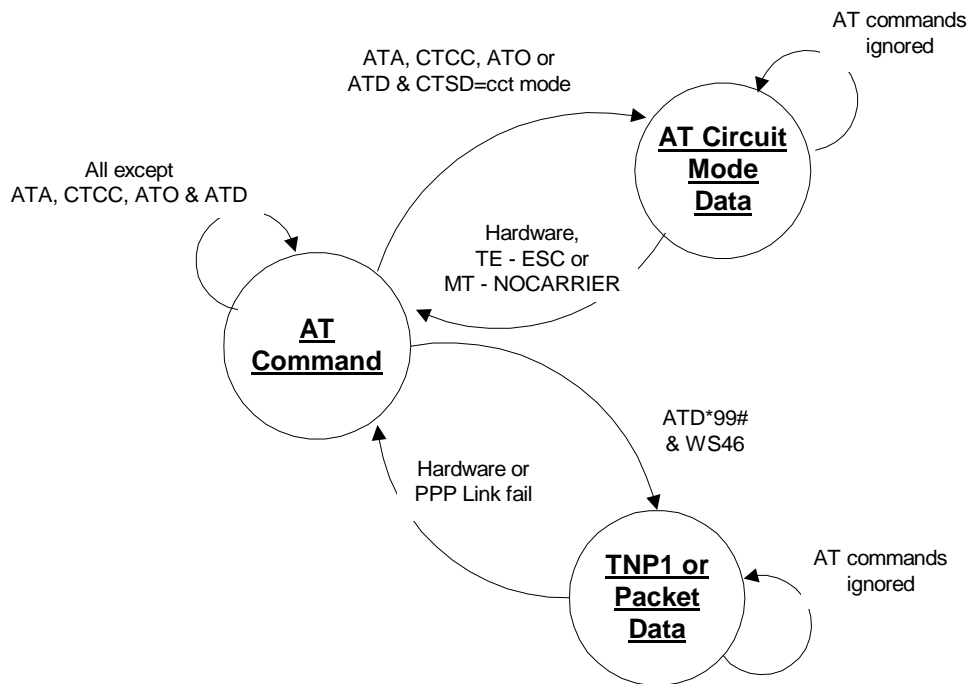 AT commands
ignored
ATA, CTCC, ATO or
ATD & CTSD=cct mode
AT Circuit
Mode
Data
All except
ATA, CTCC, ATO & ATD
Hardware,
TE - ESC or
MT - NOCARRIER
AT
Command
ATD*99#
& WS46
Hardware or
PPP Link fail
TNP1 or
Packet
Data
AT commands
ignored